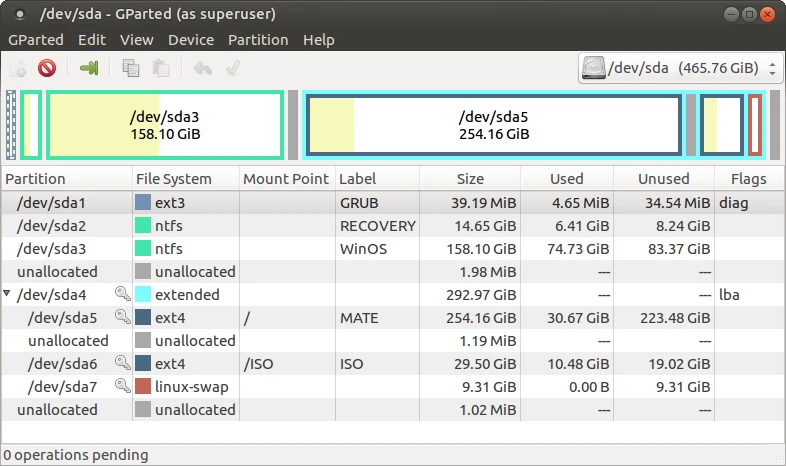 /dev/sda - GParted (as superuser)
GParted Edit View Device Partition Help
/dev/sda (465.76 GiB)
/dev/sda3
158.10 GiB
/dev/sda5
254.16 GiB
Partition File System Mount Point Label Size Used Unused Flags
/dev/sda1 ext3 GRUB 39.19 MiB 4.65 MiB 34.54 MiB diag
/dev/sda2 ntfs RECOVERY 14.65 GiB 6.41 GiB 8.24 GiB
/dev/sda3 ntfs WinOS 158.10 GiB 74.73 GiB 83.37 GiB
unallocated unallocated 1.98 MiB --- ---
/dev/sda4 extended 292.97 GiB --- --- lba
/dev/sda5 ext4 / MATE 254.16 GiB 30.67 GiB 223.48 GiB
unallocated unallocated 1.19 MiB --- ---
/dev/sda6 ext4 /ISO ISO 29.50 GiB 10.48 GiB 19.02 GiB
/dev/sda7 linux-swap 9.31 GiB 0.00 B 9.31 GiB
unallocated unallocated 1.02 MiB --- ---
0 operations pending